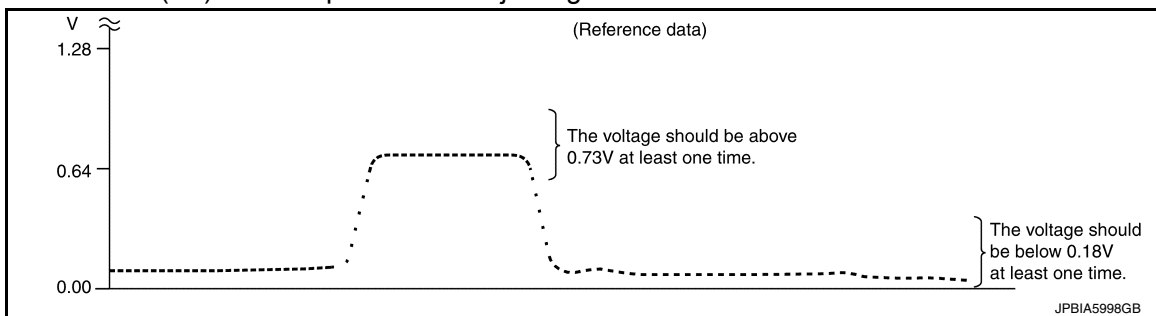 V
(Reference data)
1.28
The voltage should be above
0.73V at least one time.
0.64
The voltage should
be below 0.18V
at least one time.
0.00
JPBIA5998GB